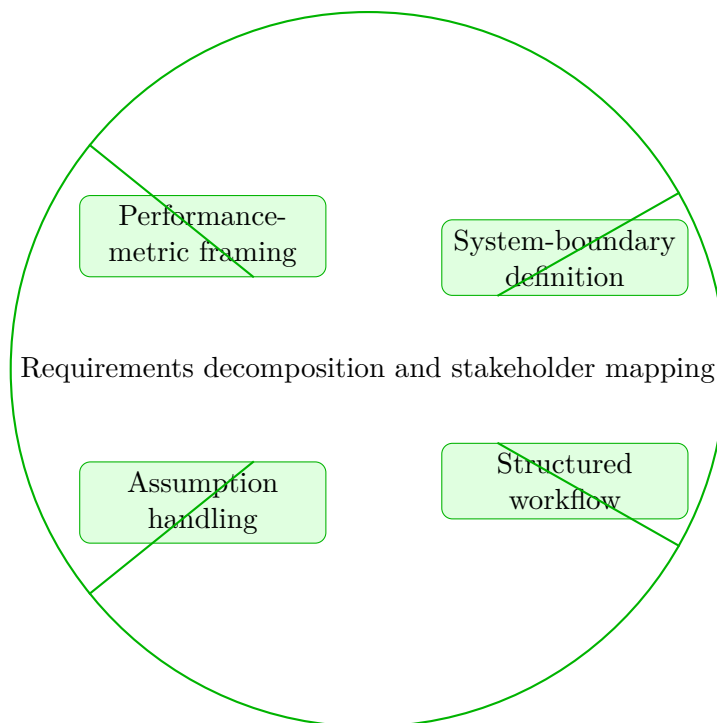 Performance-
metric framing
System-boundary
definition
Requirements decomposition and stakeholder mapping
Assumption
handling
Structured
workflow